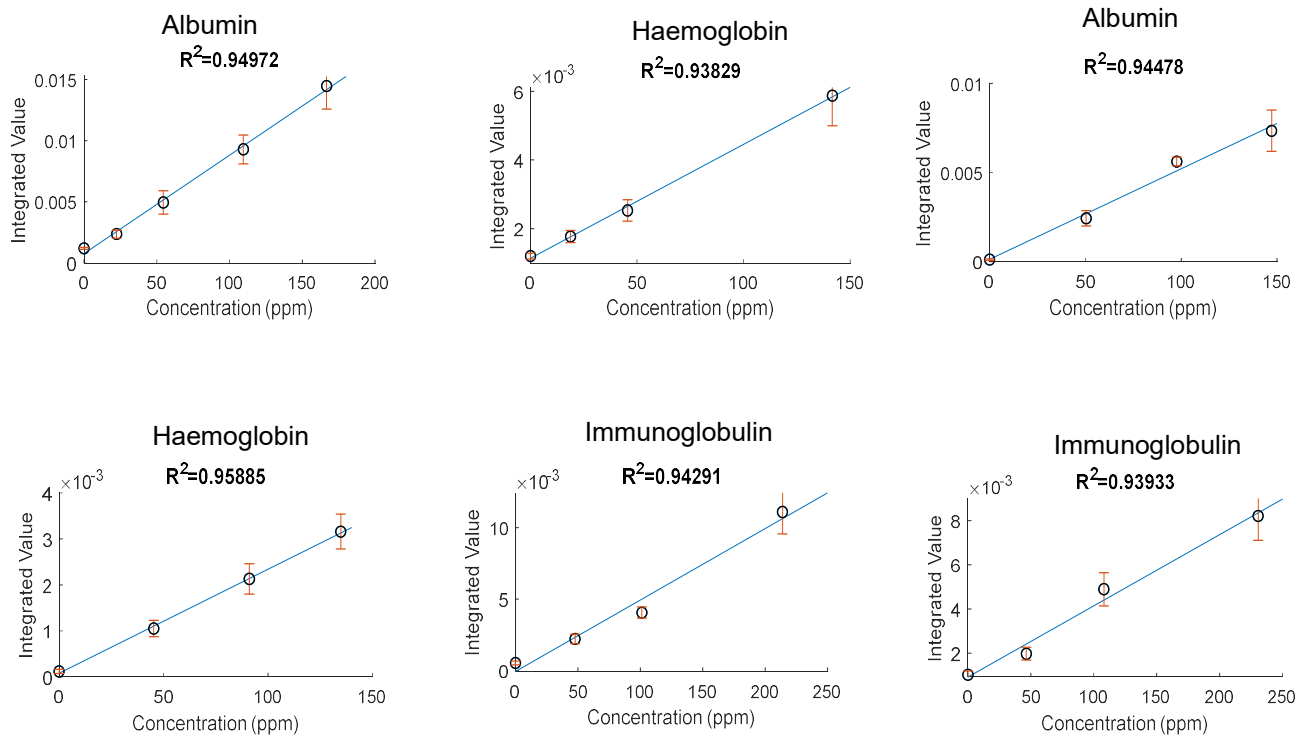 Albumin
R²=0.94972
0.015
0.01
0.005
0
Integrated Value
0
50
100
150
200
Concentration (ppm)
Haemoglobin
R²=0.93829
×10⁻³
6
4
2
Integrated Value
0
50
100
150
Concentration (ppm)
Albumin
R²=0.94478
0.01
0.005
0
Integrated Value
0
50
100
150
Concentration (ppm)
Haemoglobin
R²=0.95885
×10⁻³
4
3
2
1
0
Integrated Value
0
50
100
150
Concentration (ppm)
Immunoglobulin
R²=0.94291
×10⁻³
10
5
0
Integrated Value
0
50
100
150
200
250
Concentration (ppm)
Immunoglobulin
R²=0.93933
×10⁻³
8
6
4
2
Integrated Value
0
50
100
150
200
250
Concentration (ppm)